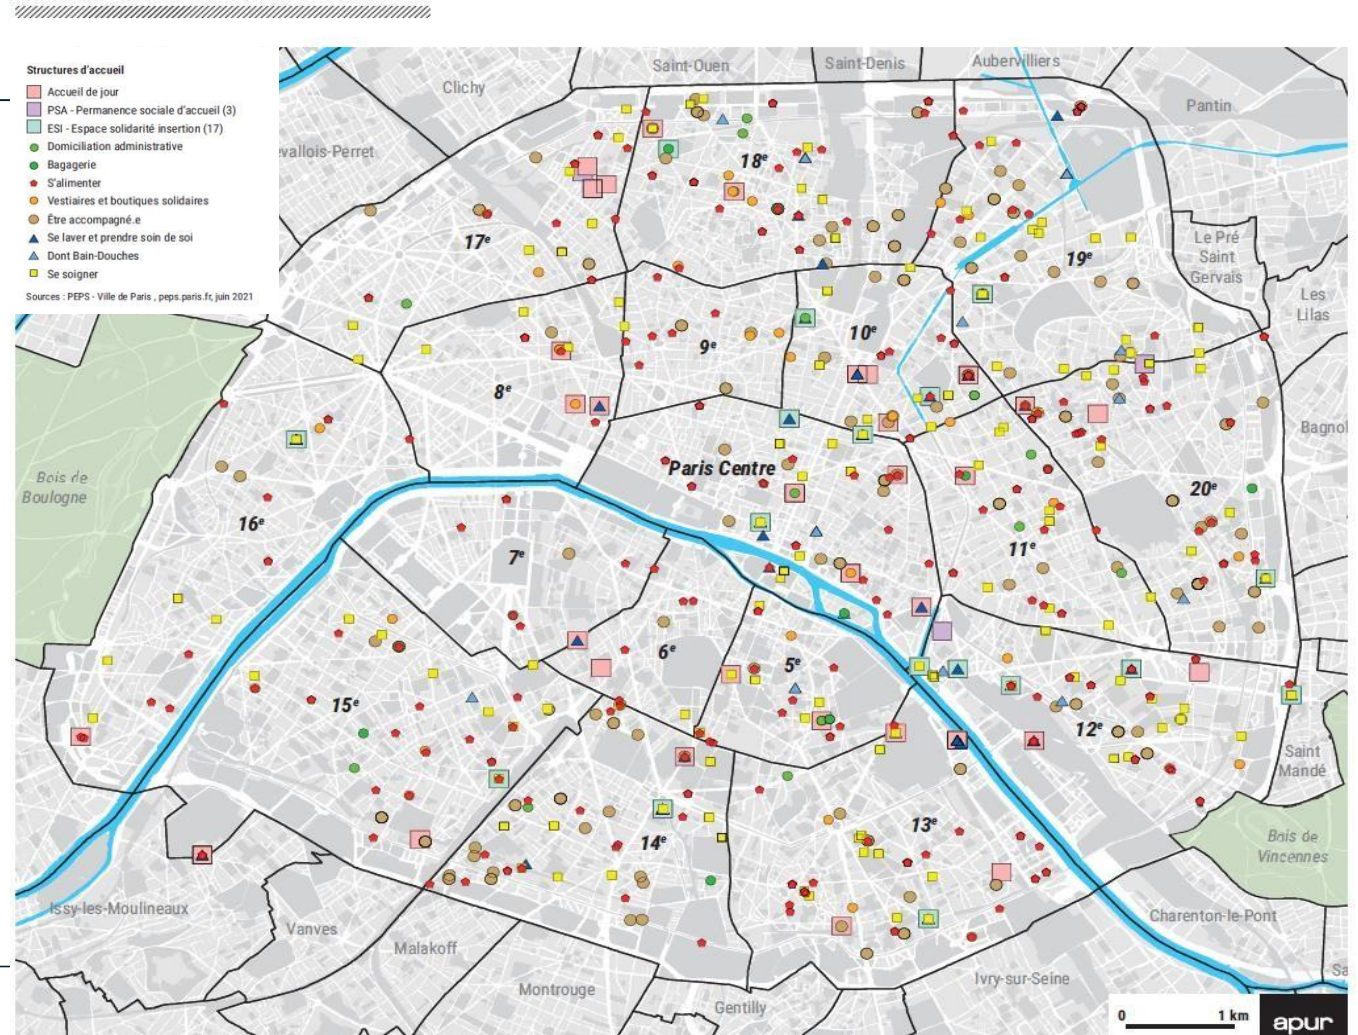 Structures d'accueil
Accueil de jour
PSA - Permanence sociale d'accueil (3)
ESI - Espace solidarité insertion (17)
Domiciliation administrative
Bagagerie
S'alimenter
Vestiaires et boutiques solidaires
Être accompagné.e
Se laver et prendre soin de soi
Dont Bain-Douches
Se soigner
Sources : PEPS - Ville de Paris , peps.paris.fr, juin 2021
Saint-Ouen
Saint-Denis
Aubervilliers
Clichy
Pantin
evallois-Perret
18e
17e
Le Pré
Saint
Gervais
19e
Les
Lilas
10e
9e
8e
Bagnol
Paris Centre
Bois de
Boulogne
20e
16e
11e
7e
6e
5e
15e
12e
Saint
Mandé
13e
14e
Bois de
Vincennes
Issy-les-Moulineaux
Charenton-le-Pont
Vanves
Malakoff
Ivry-sur-Seine
Sa
Montrouge
Gentilly
0 1 km
apur